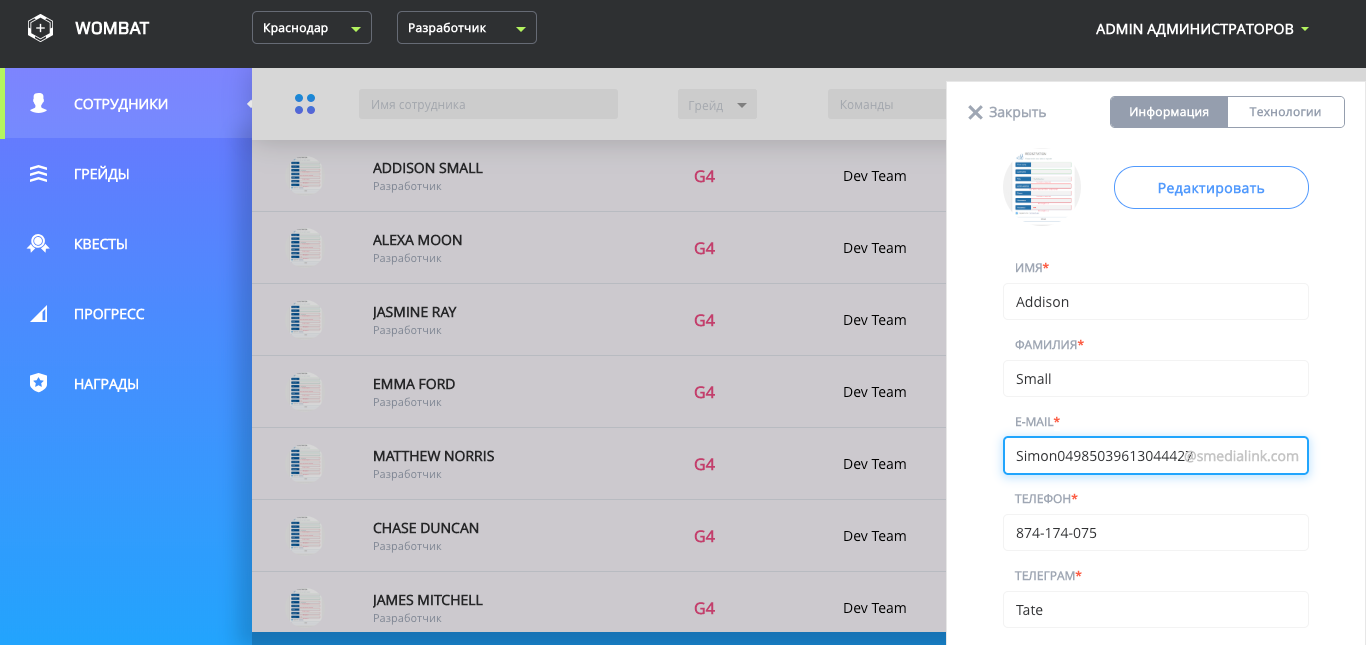 WOMBAT
Краснодар
Разработчик
ADMIN АДМИНИСТРАТОРОВ
СОТРУДНИКИ
ГРЕЙДЫ
КВЕСТЫ
ПРОГРЕСС
НАГРАДЫ
Имя сотрудника
Грейд
Команды
ADDISON SMALL
Разработчик
G4
Dev Team
ALEXA MOON
Разработчик
G4
Dev Team
JASMINE RAY
Разработчик
G4
Dev Team
EMMA FORD
Разработчик
G4
Dev Team
MATTHEW NORRIS
Разработчик
G4
Dev Team
CHASE DUNCAN
Разработчик
G4
Dev Team
JAMES MITCHELL
Разработчик
G4
Dev Team
Закрыть
Информация
Технологии
Редактировать
ИМЯ*
Addison
ФАМИЛИЯ*
Small
E-MAIL*
Simon04985039613044427
@smedialink.com
ТЕЛЕФОН*
874-174-075
ТЕЛЕГРАМ*
Tate